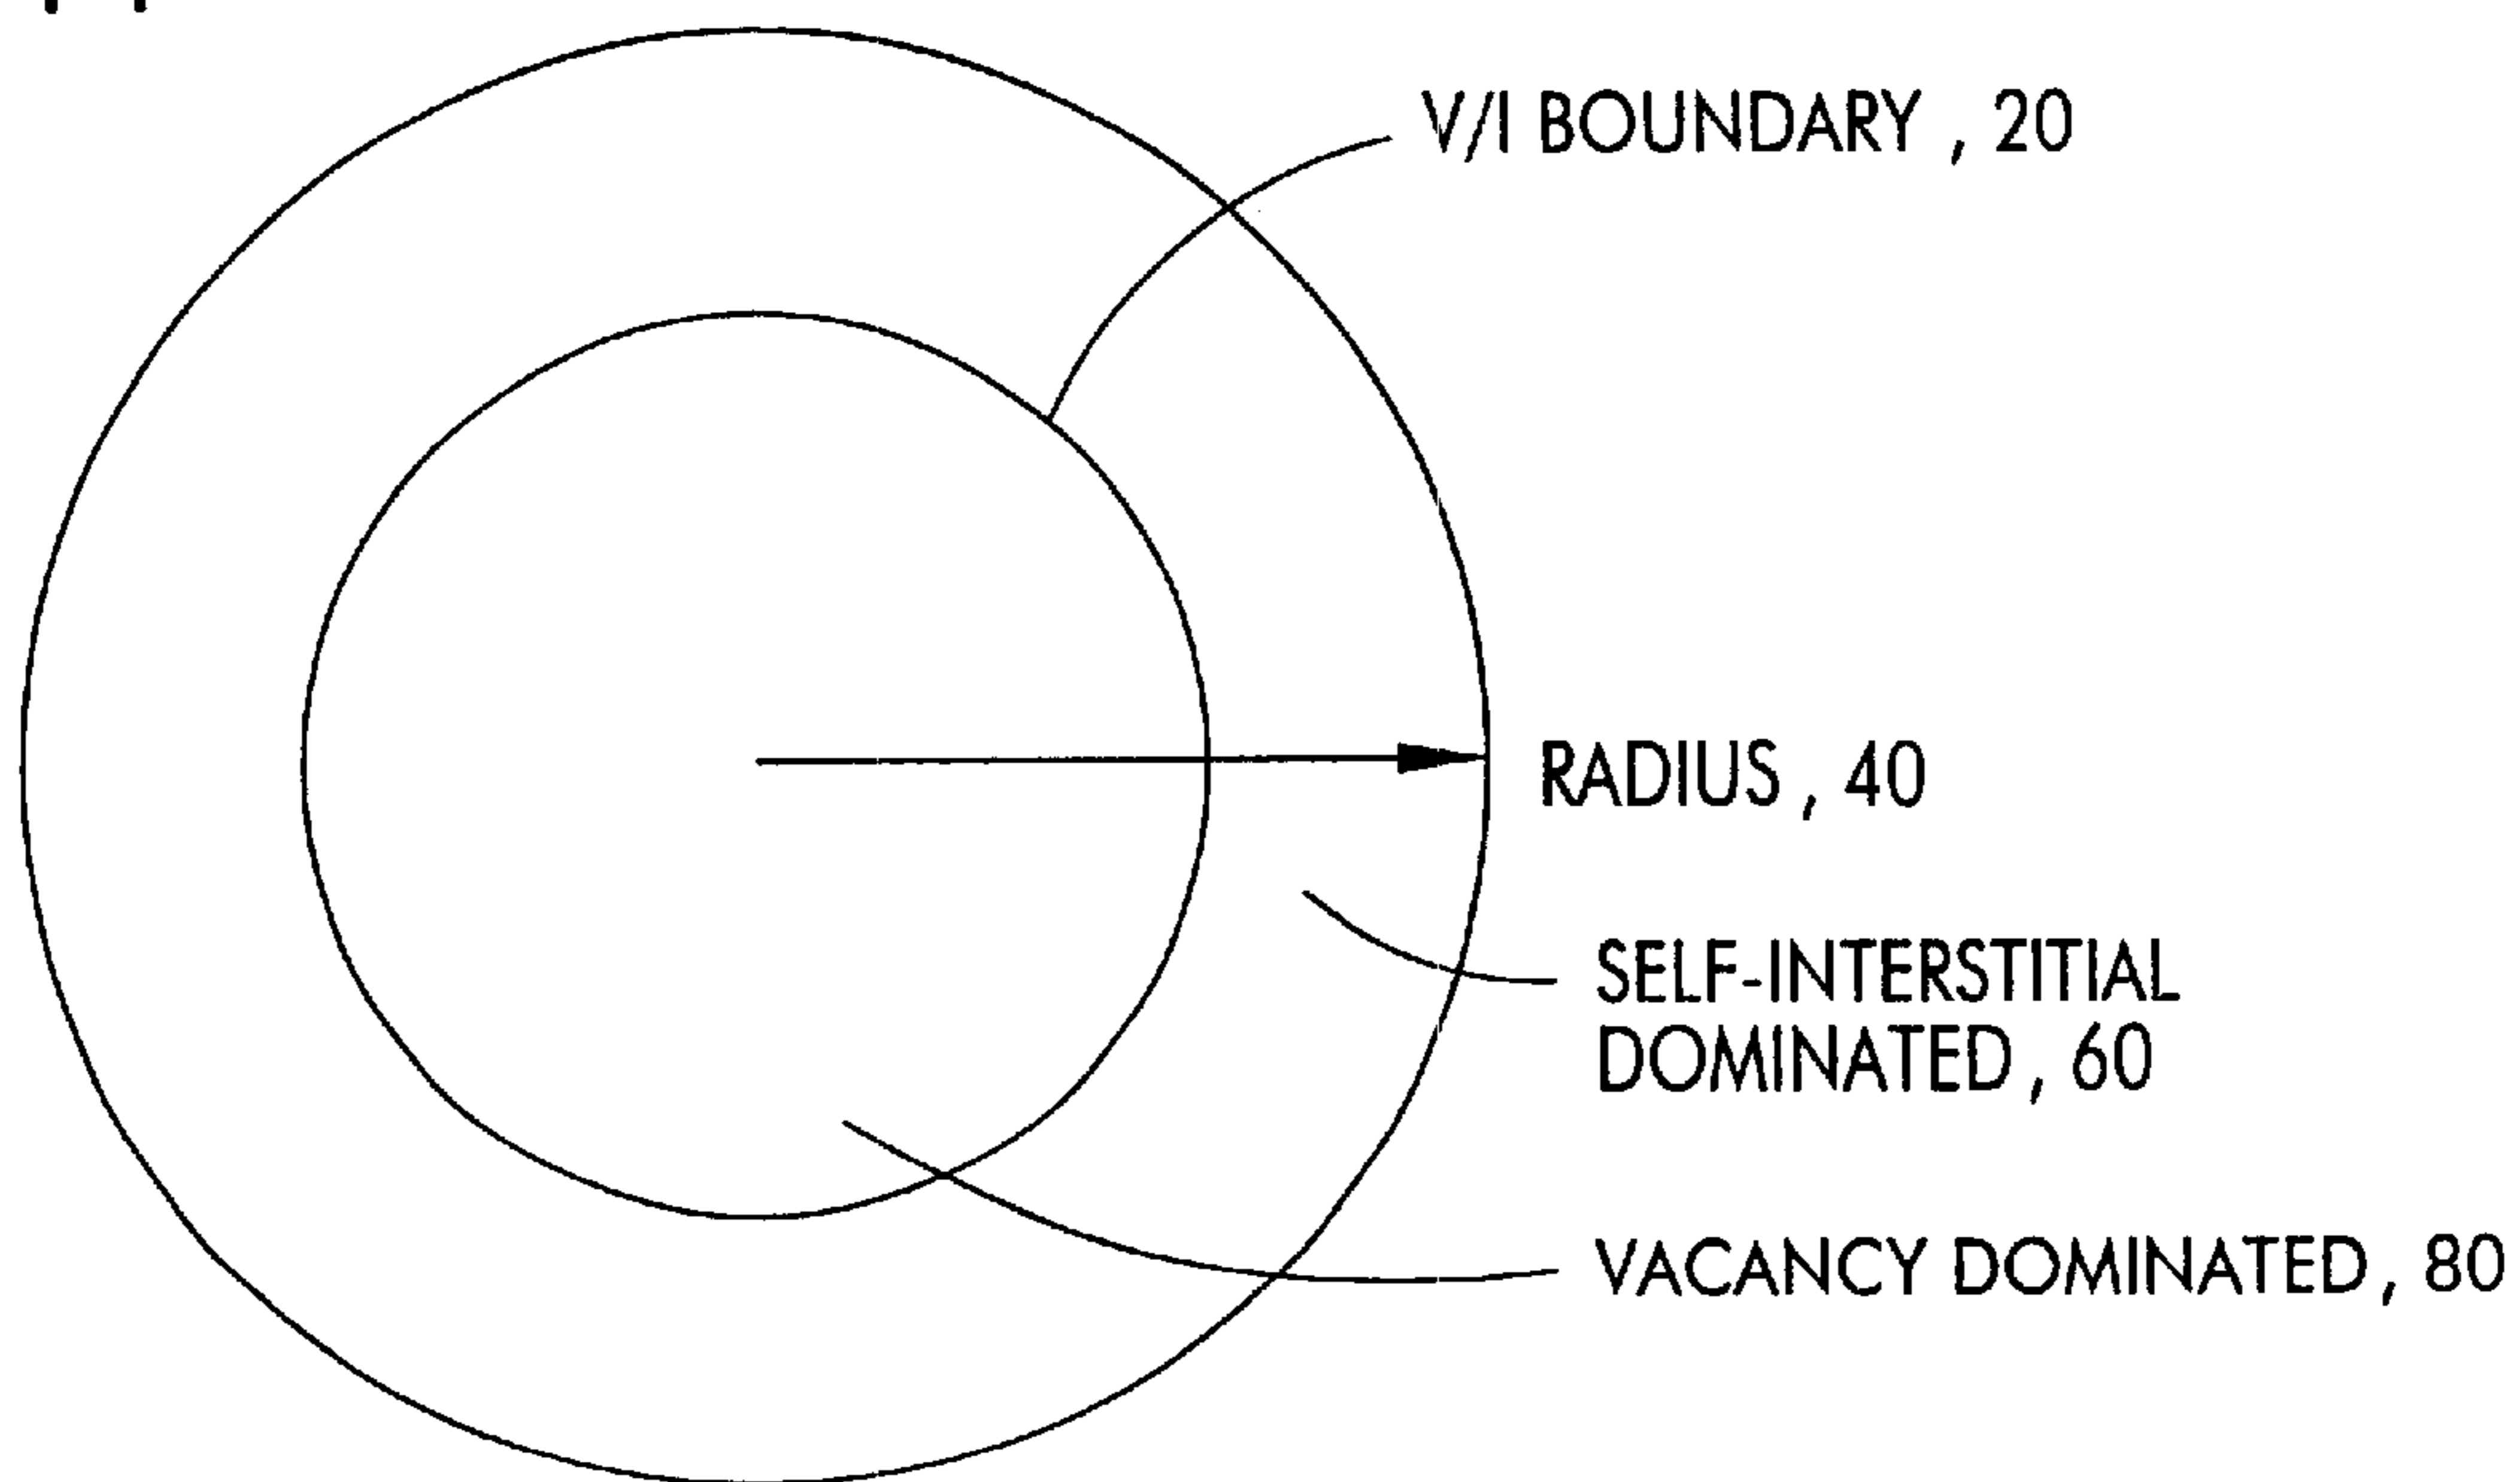 V/I BOUNDARY , 20
RADIUS , 40
SELF-INTERSTITIAL
DOMINATED , 60
VACANCY DOMINATED , 80